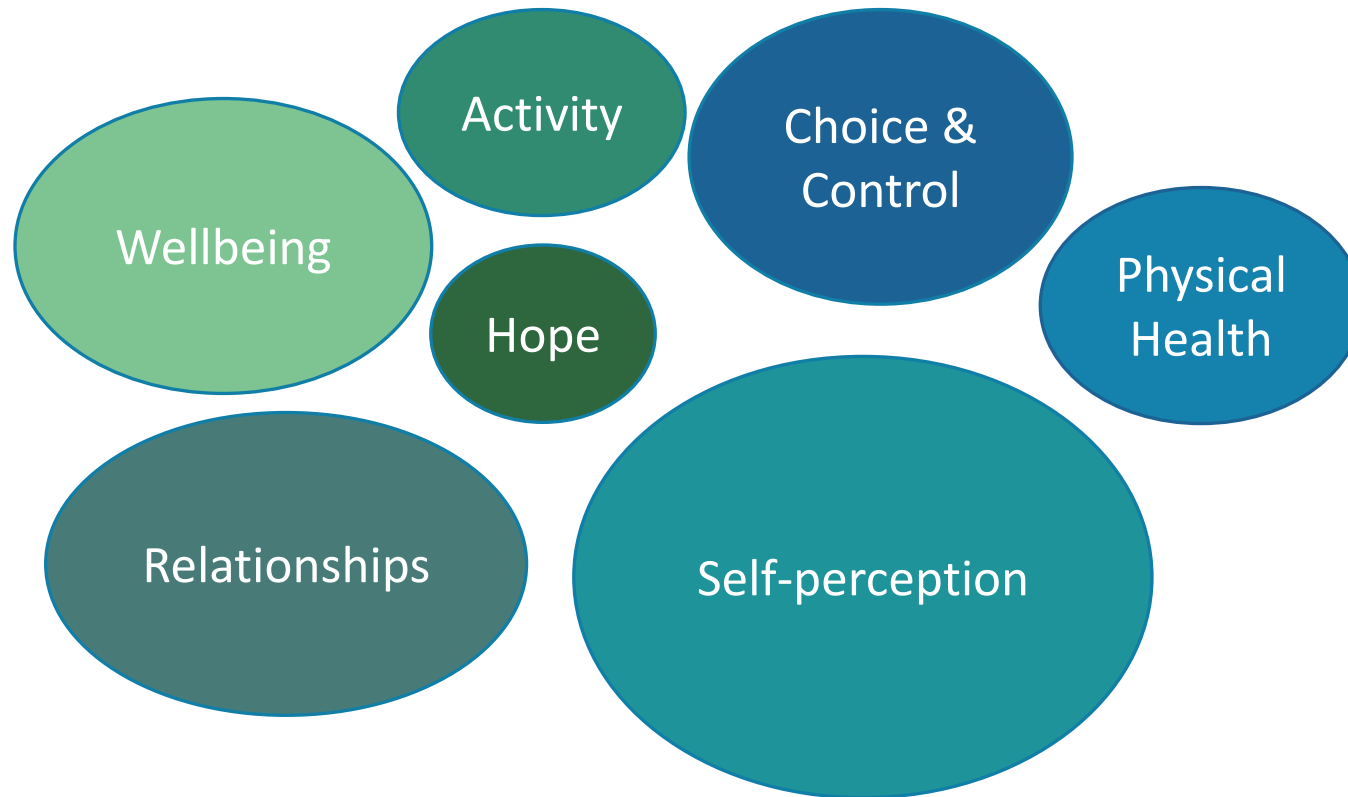 Activity
Choice &
Control
Wellbeing
Physical
Health
Hope
Relationships
Self-perception